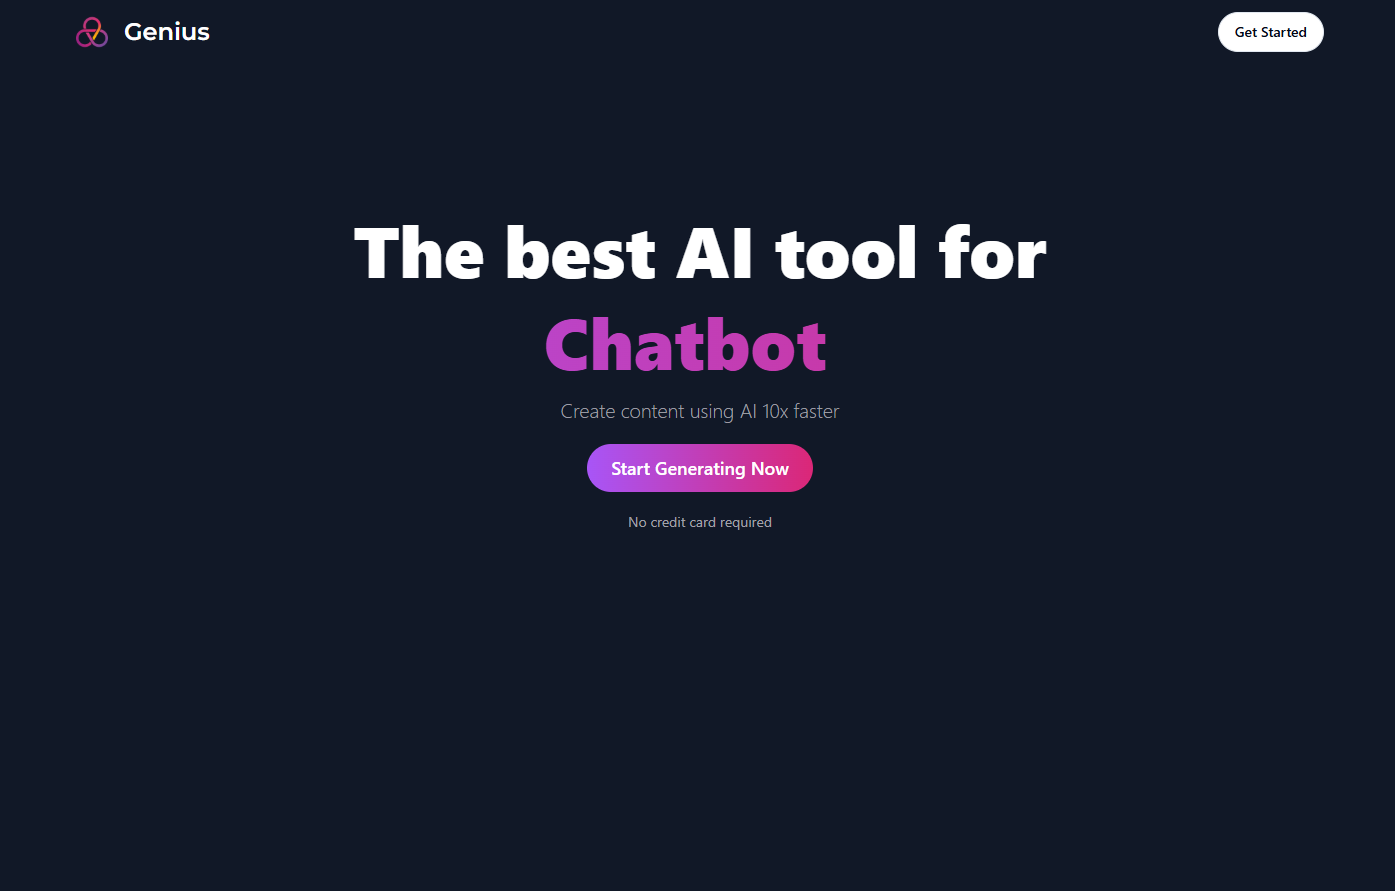 Genius
Get Started
The best AI tool for
Chatbot
Create content using AI 10x faster
Start Generating Now
No credit card required